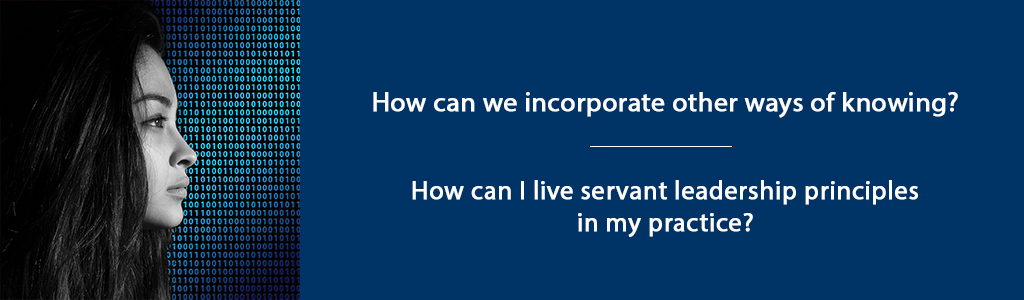 How can we incorporate other ways of knowing?
How can I live servant leadership principles
in my practice?